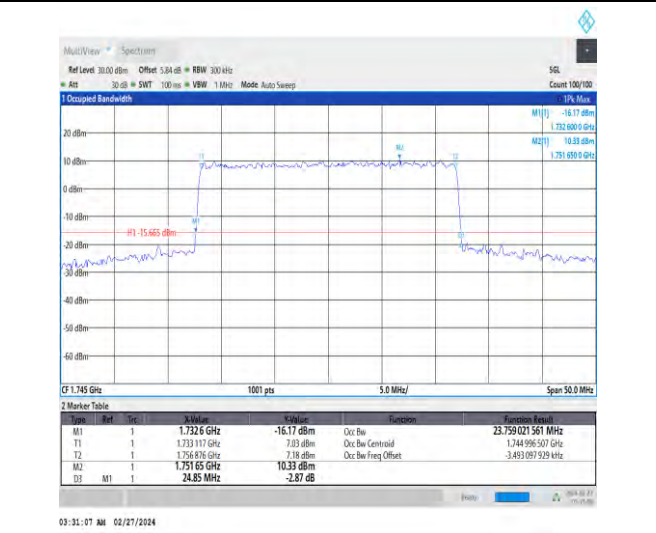 MultiView Spectrum
Ref Level 30.00 dBm Offset 5.84 dB RBW 300 kHz SGL
Att 30 dB SWT 100 ms VBW 1 MHz Mode Auto Sweep Count 100/100
1 Occupied Bandwidth 1Pk Max
M1[1] -16.17 dBm
1.732 600 0 GHz
20 dBm
M2[1] 10.33 dBm
1.751 650 0 GHz
M2
T1 T2
10 dBm
0 dBm
-10 dBm
M1
H1 -15.665 dBm
D3
-20 dBm
-30 dBm
-40 dBm
-50 dBm
-60 dBm
CF 1.745 GHz 1001 pts 5.0 MHz/ Span 50.0 MHz
2 Marker Table
Type Ref Trc X-Value Y-Value Function Function Result
M1 1 1.732 6 GHz -16.17 dBm Occ Bw 23.759 021 561 MHz
T1 1 1.733 117 GHz 7.03 dBm Occ Bw Centroid 1.744 996 507 GHz
T2 1 1.756 876 GHz 7.18 dBm Occ Bw Freq Offset -3.493 097 929 kHz
M2 1 1.751 65 GHz 10.33 dBm
D3 M1 1 24.85 MHz -2.87 dB
03:31:07 AM 02/27/2024